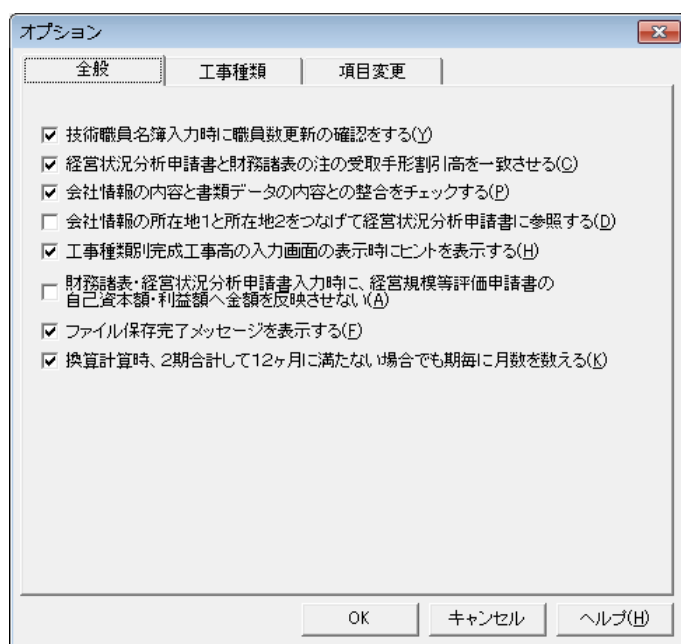 オプション
全般 工事種類 項目変更
技術職員名簿入力時に職員数更新の確認をする(Y)
経営状況分析申請書と財務諸表の注の受取手形割引高を一致させる(C)
会社情報の内容と書類データの内容との整合をチェックする(P)
会社情報の所在地1と所在地2をつなげて経営状況分析申請書に参照する(D)
工事種類別完成工事高の入力画面の表示時にヒントを表示する(H)
財務諸表・経営状況分析申請書入力時に、経営規模等評価申請書の
自己資本額・利益額へ金額を反映させない(A)
ファイル保存完了メッセージを表示する(F)
換算計算時、2期合計して12ヶ月に満たない場合でも期毎に月数を数える(K)
OK キャンセル ヘルプ(H)